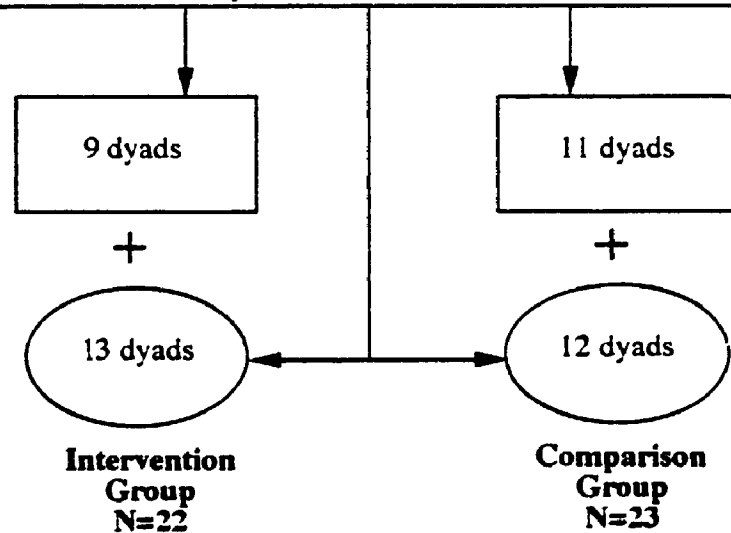 9 dyads
11 dyads
+
+
13 dyads
12 dyads
Intervention
Group
N=22
Comparison
Group
N=23